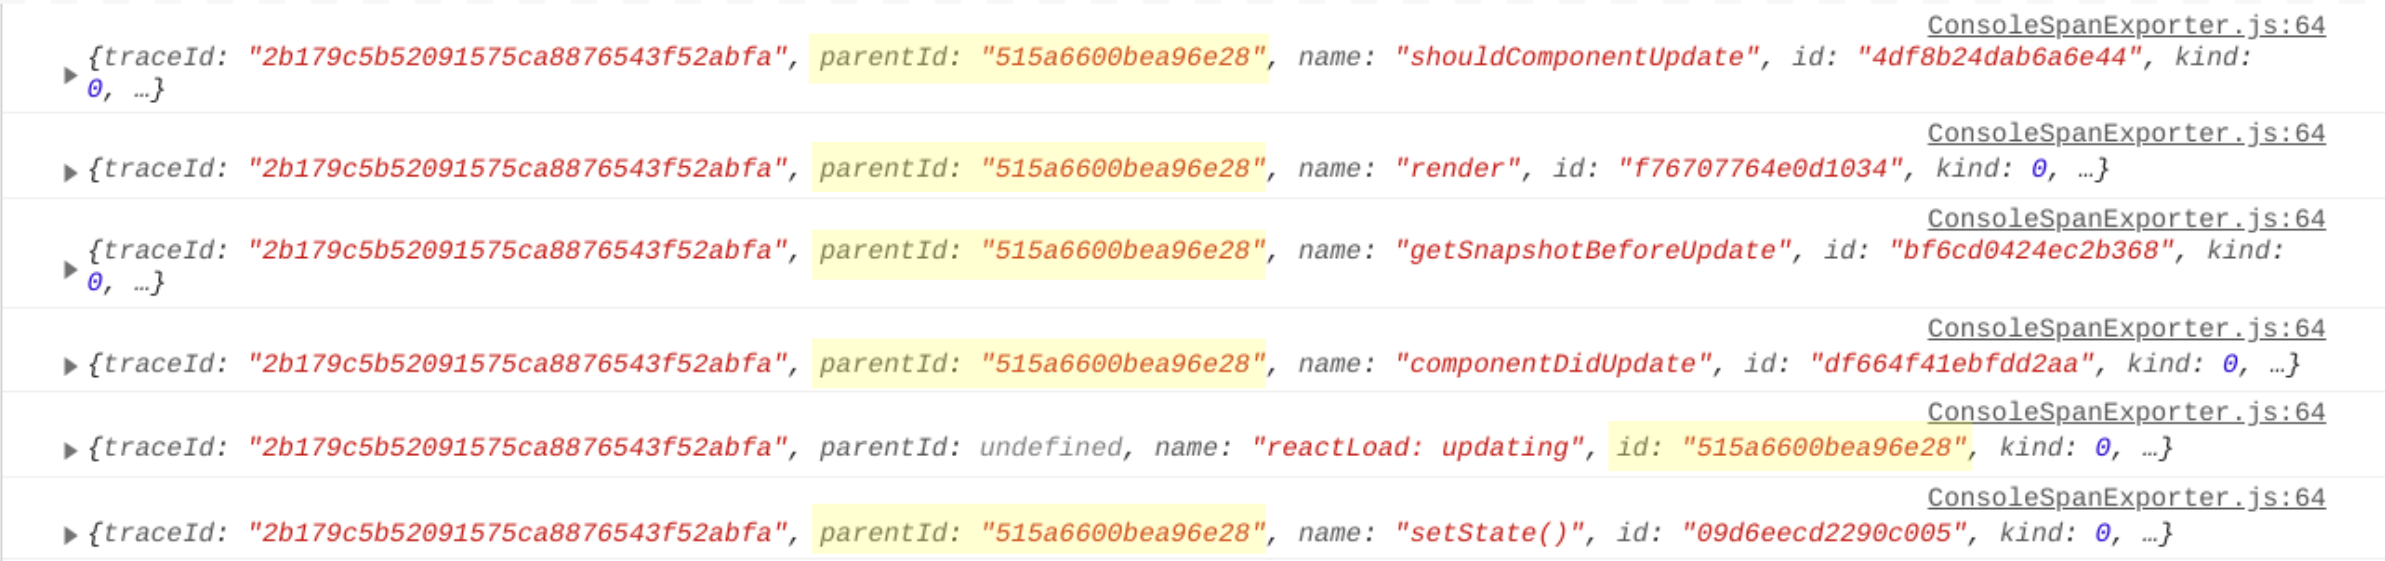 ConsoleSpanExporter.js:64
{traceId: "2b179c5b52091575ca8876543f52abfa", parentId: "515a6600bea96e28", name: "shouldComponentUpdate", id: "4df8b24dab6a6e44", kind:
0, …}
ConsoleSpanExporter.js:64
{traceId: "2b179c5b52091575ca8876543f52abfa", parentId: "515a6600bea96e28", name: "render", id: "f76707764e0d1034", kind: 0, …}
ConsoleSpanExporter.js:64
{traceId: "2b179c5b52091575ca8876543f52abfa", parentId: "515a6600bea96e28", name: "getSnapshotBeforeUpdate", id: "bf6cd0424ec2b368", kind:
0, …}
ConsoleSpanExporter.js:64
{traceId: "2b179c5b52091575ca8876543f52abfa", parentId: "515a6600bea96e28", name: "componentDidUpdate", id: "df664f41ebfdd2aa", kind: 0, …}
ConsoleSpanExporter.js:64
{traceId: "2b179c5b52091575ca8876543f52abfa", parentId: undefined, name: "reactLoad: updating", id: "515a6600bea96e28", kind: 0, …}
ConsoleSpanExporter.js:64
{traceId: "2b179c5b52091575ca8876543f52abfa", parentId: "515a6600bea96e28", name: "setState()", id: "09d6eecd2290c005", kind: 0, …}